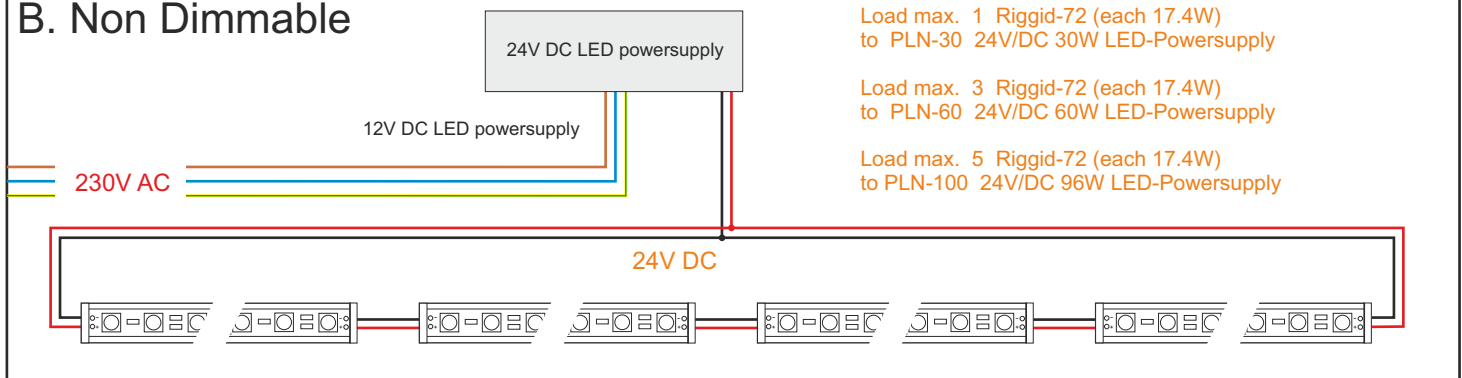 B. Non Dimmable
24V DC LED powersupply
12V DC LED powersupply
230V AC
Load max. 1 Riggid-72 (each 17.4W)
to PLN-30 24V/DC 30W LED-Powersupply
Load max. 3 Riggid-72 (each 17.4W)
to PLN-60 24V/DC 60W LED-Powersupply
Load max. 5 Riggid-72 (each 17.4W)
to PLN-100 24V/DC 96W LED-Powersupply
24V DC